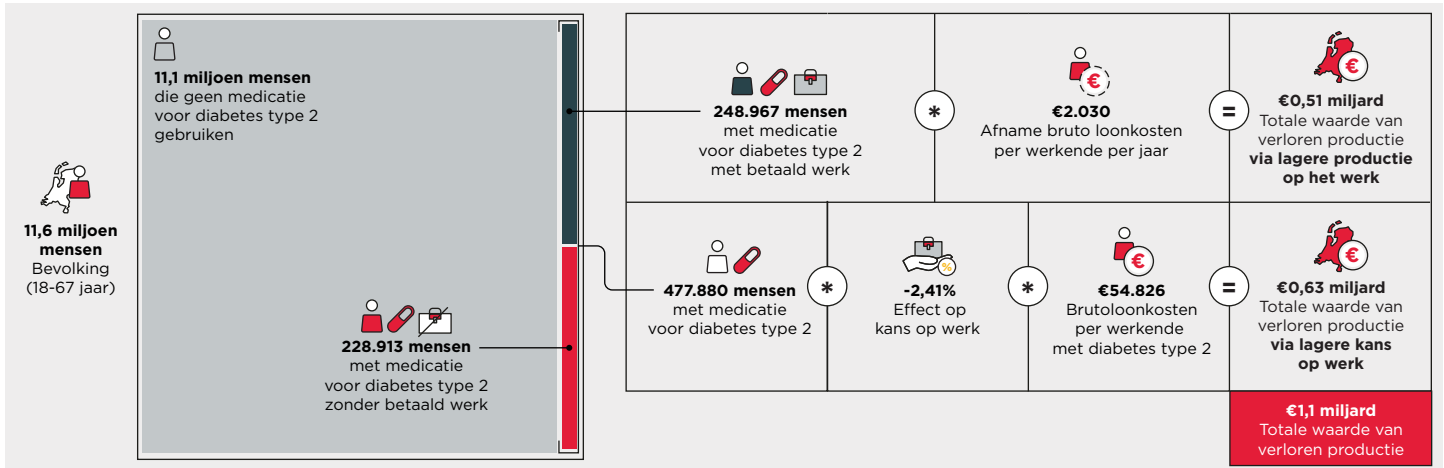 11,6 miljoen
mensen
Bevolking
(18-67 jaar)
11,1 miljoen mensen
die geen medicatie
voor diabetes type 2
gebruiken
228.913 mensen
met medicatie
voor diabetes type 2
zonder betaald werk
248.967 mensen
met medicatie
voor diabetes type 2
met betaald werk
*
€
€2.030
Afname bruto loonkosten
per werkende per jaar
=
€
€0,51 miljard
Totale waarde van
verloren productie
via lagere productie
op het werk
477.880 mensen
met medicatie
voor diabetes type 2
*
%
-2,41%
Effect op
kans op werk
*
€
€54.826
Brutoloonkosten
per werkende
met diabetes type 2
=
€
€0,63 miljard
Totale waarde van
verloren productie
via lagere kans
op werk
€1,1 miljard
Totale waarde van
verloren productie